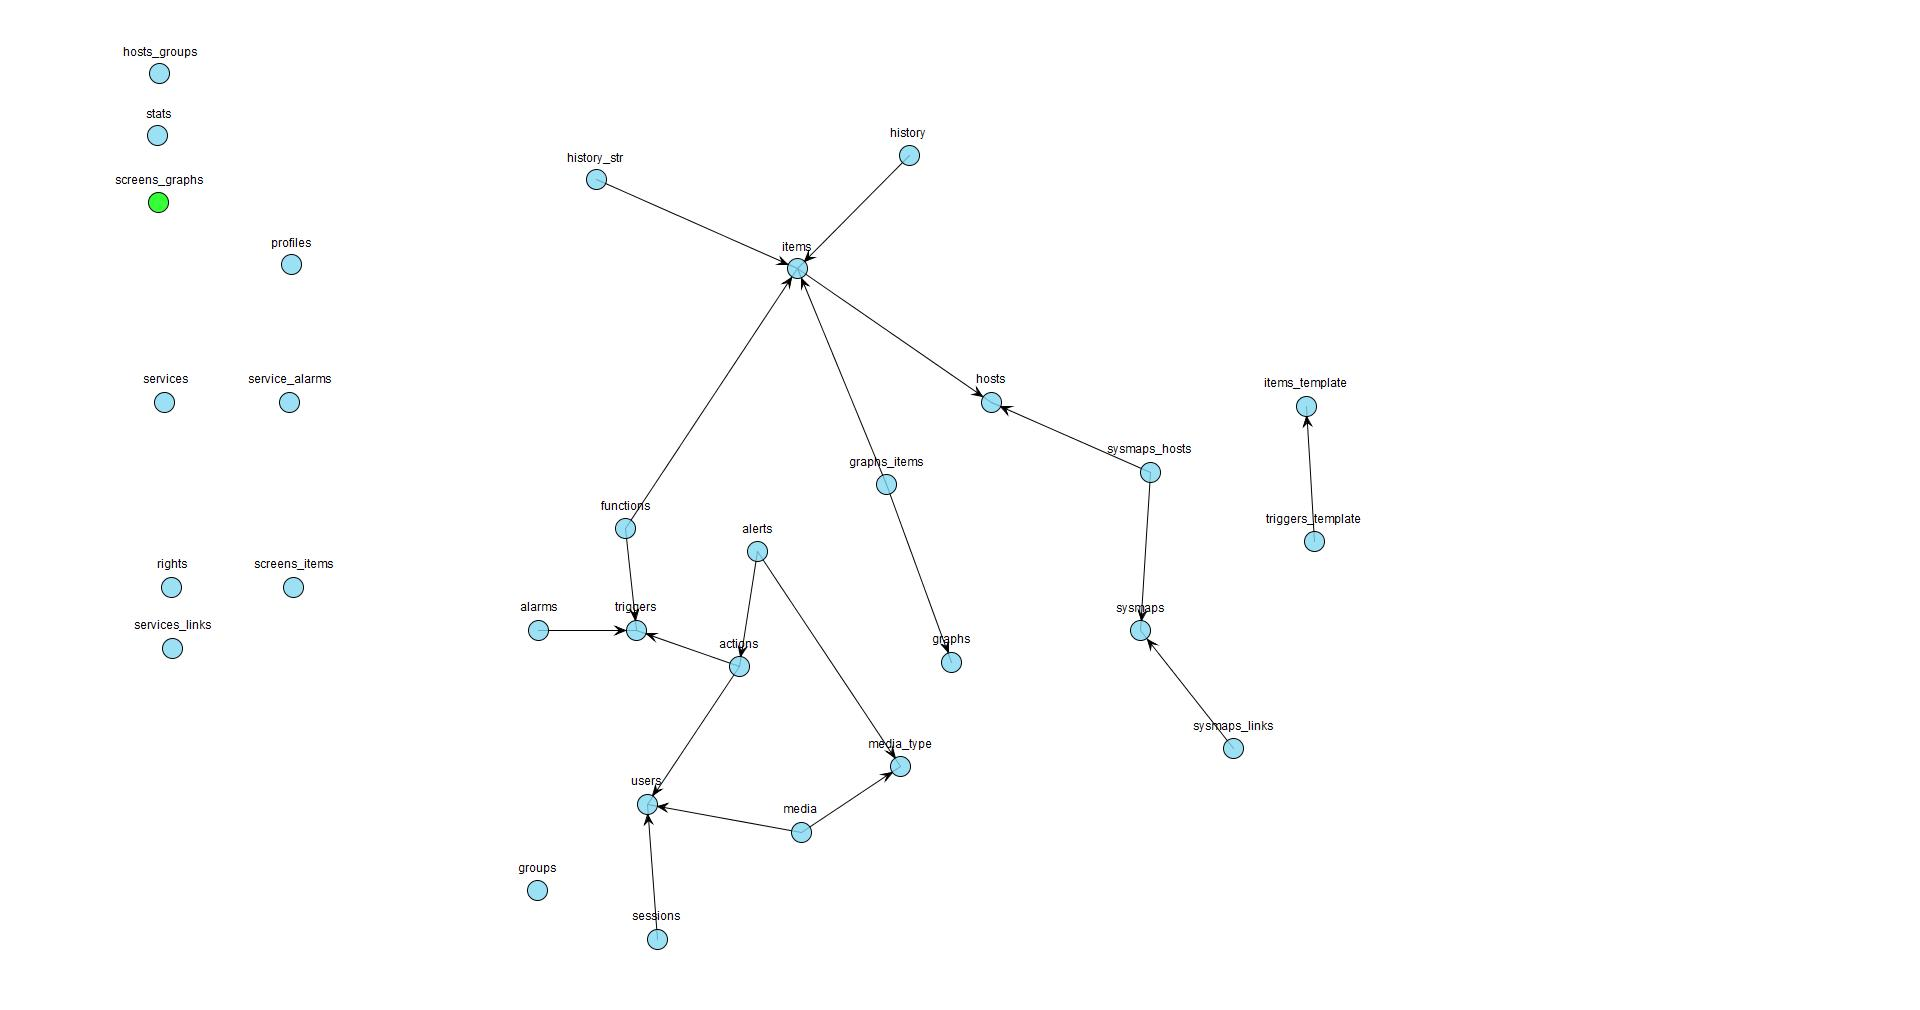 hosts_groups
stats
history
history_str
screens_graphs
profiles
items
services
service_alarms
hosts
items_template
sysmaps_hosts
graphs_items
functions
triggers_template
alerts
rights
screens_items
alarms
triggers
sysmaps
services_links
graphs
actions
sysmaps_links
media_type
users
media
groups
sessions